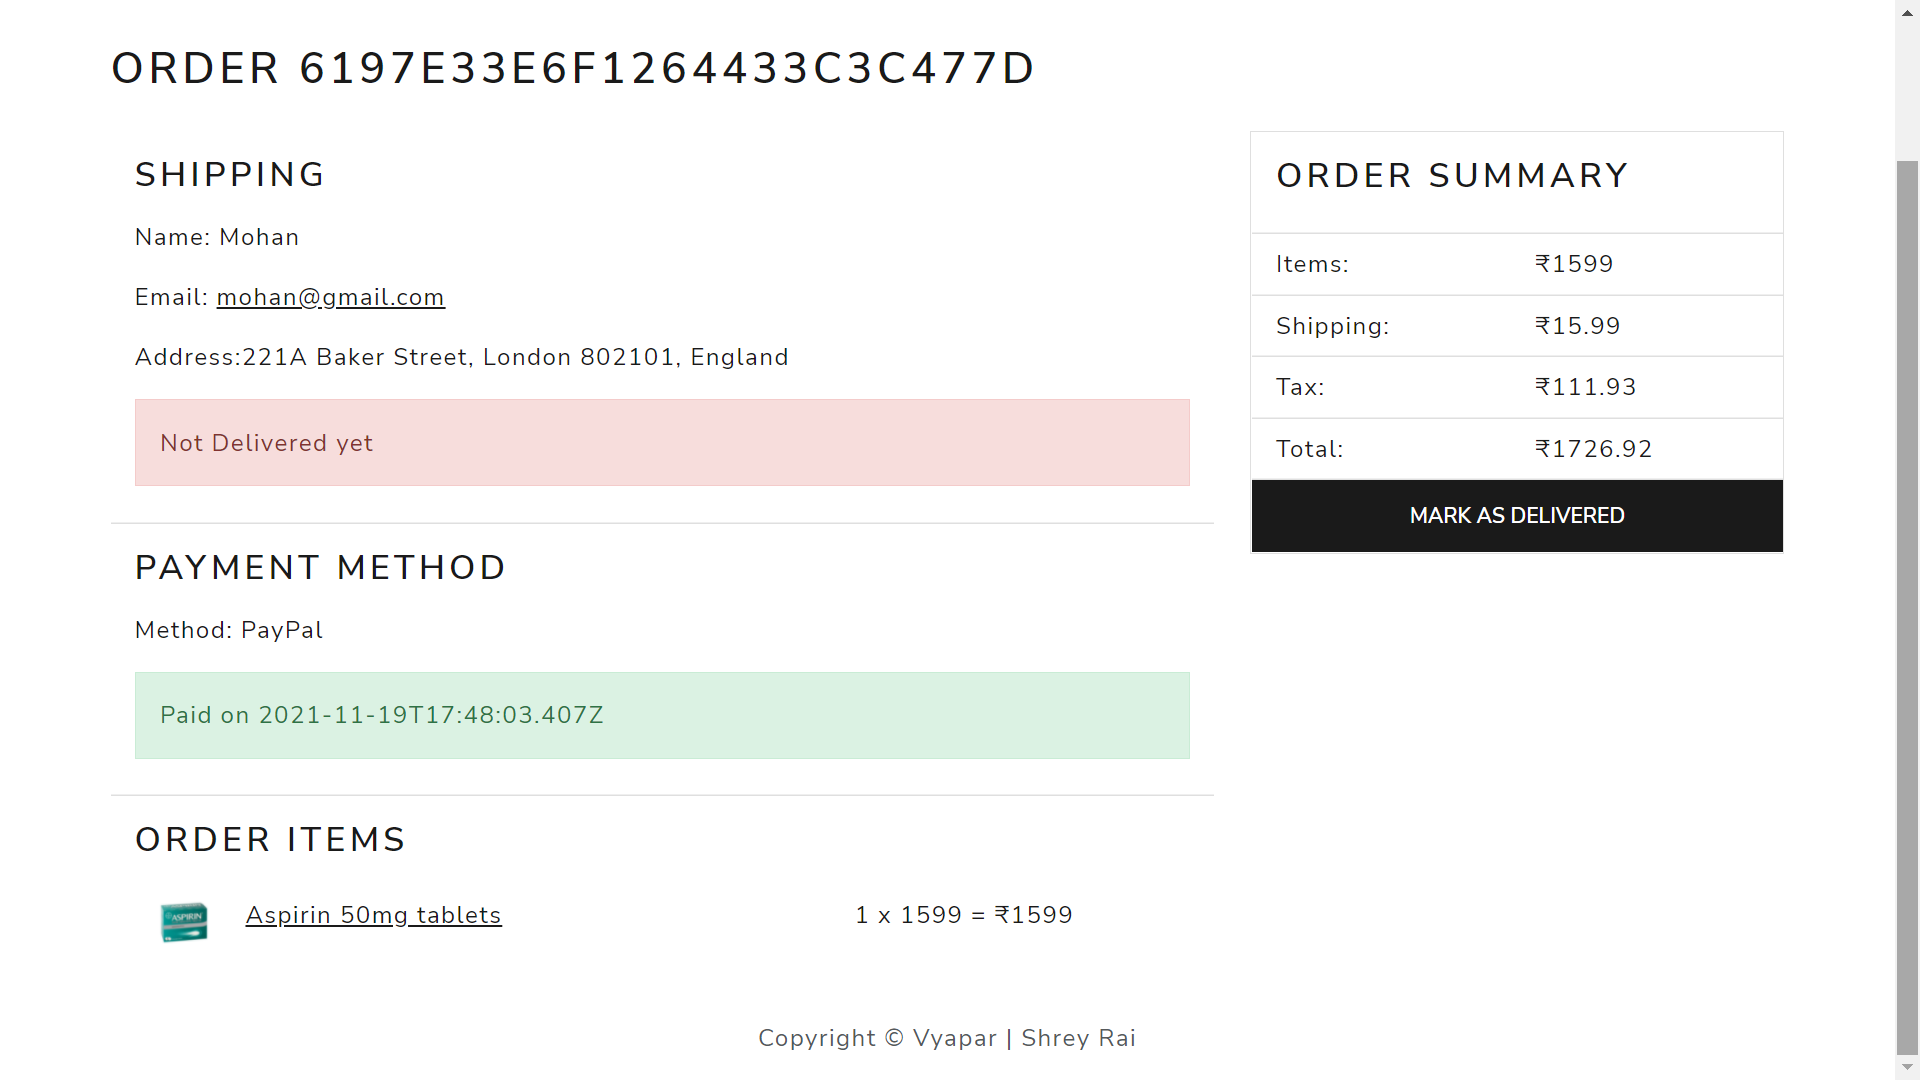 ORDER 6197E33E6F1264433C3C477D
SHIPPING
Name: Mohan
Email: mohan@gmail.com
Address:221A Baker Street, London 802101, England
Not Delivered yet
PAYMENT METHOD
Method: PayPal
Paid on 2021-11-19T17:48:03.407Z
ORDER ITEMS
ASPIRIN
Aspirin 50mg tablets
1 x 1599 = ₹1599
ORDER SUMMARY
Items: ₹1599
Shipping: ₹15.99
Tax: ₹111.93
Total: ₹1726.92
MARK AS DELIVERED
Copyright © Vyapar | Shrey Rai